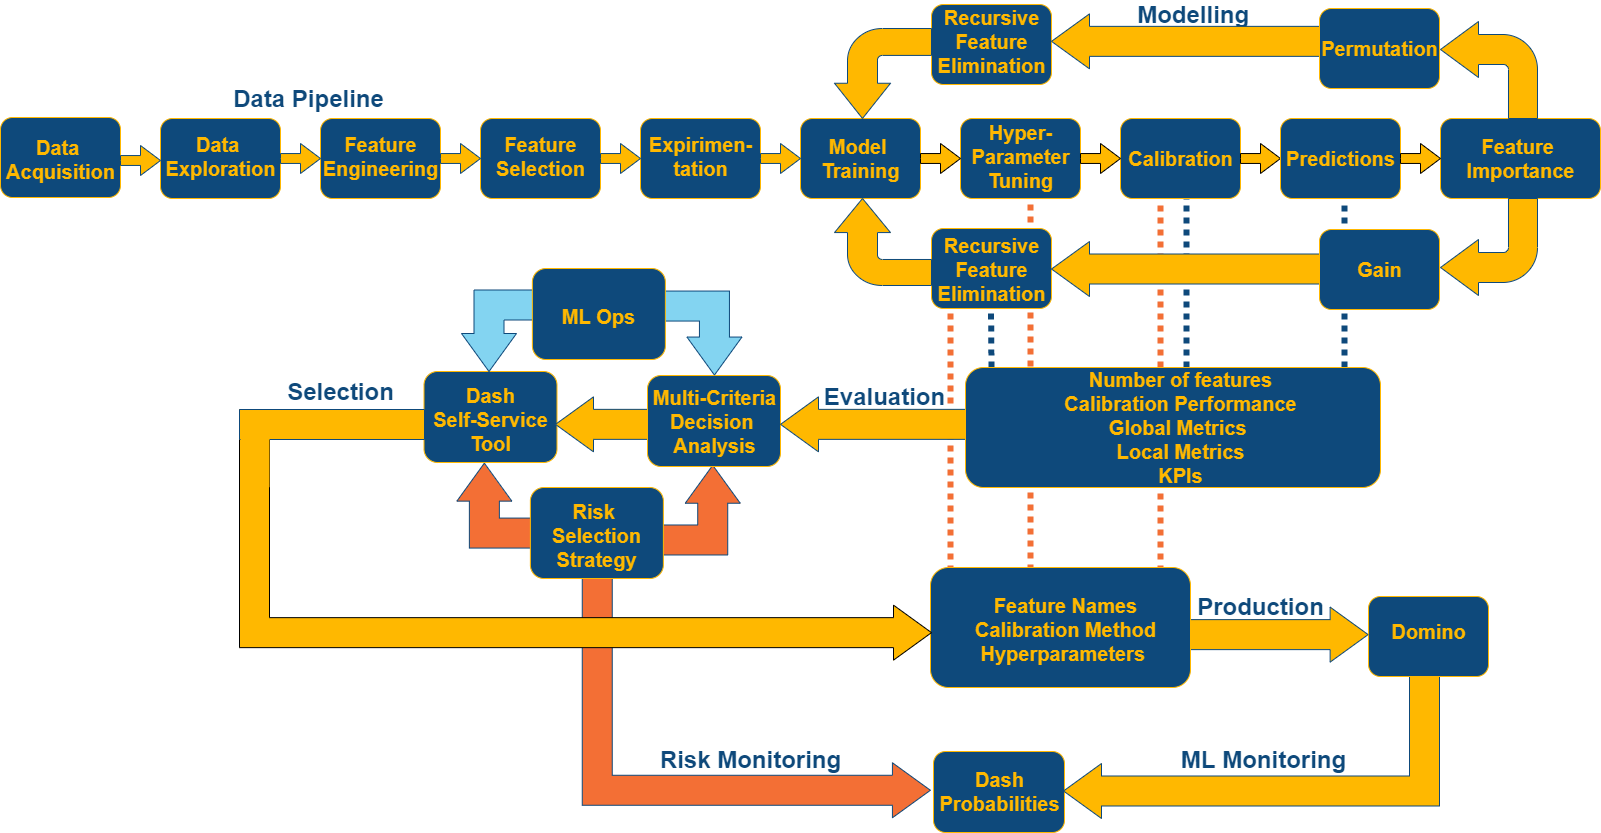 Recursive
Feature
Elimination
Modelling
Permutation
Data Pipeline
Data
Acquisition
Data
Exploration
Feature
Engineering
Feature
Selection
Expirimen-
tation
Model
Training
Hyper-
Parameter
Tuning
Calibration
Predictions
Feature
Importance
Recursive
Feature
Elimination
Gain
ML Ops
Selection
Dash
Self-Service
Tool
Multi-Criteria
Decision
Analysis
Evaluation
Number of features
Calibration Performance
Global Metrics
Local Metrics
KPIs
Risk
Selection
Strategy
Feature Names
Calibration Method
Hyperparameters
Production
Domino
Risk Monitoring
Dash
Probabilities
ML Monitoring